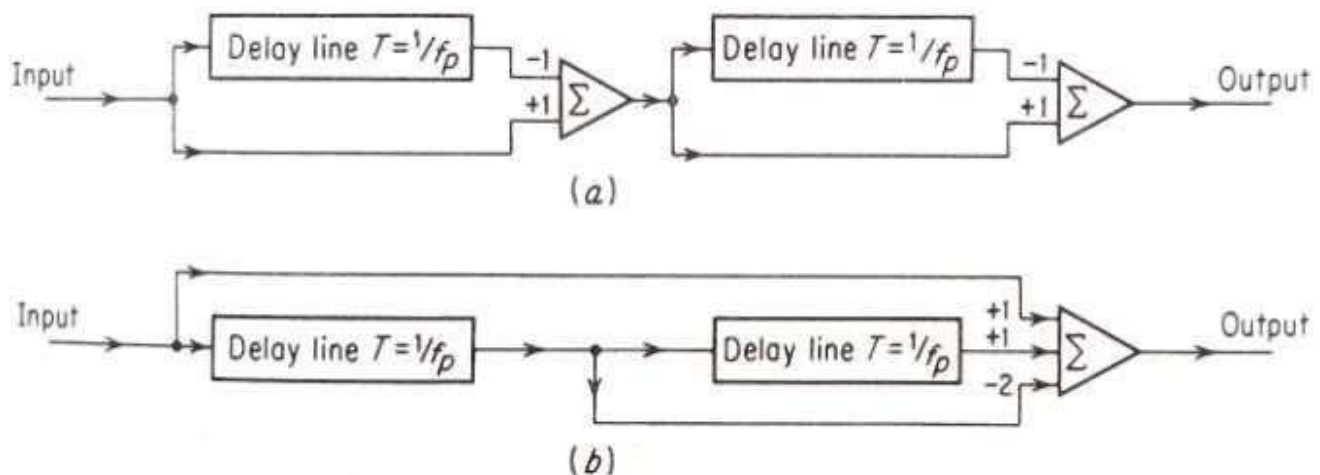 Input
Delay line T=1/fp
-1
+1
Σ
Delay line T=1/fp
-1
+1
Σ
Output
(a)
Input
Delay line T=1/fp
Delay line T=1/fp
+1
+1
-2
Σ
Output
(b)